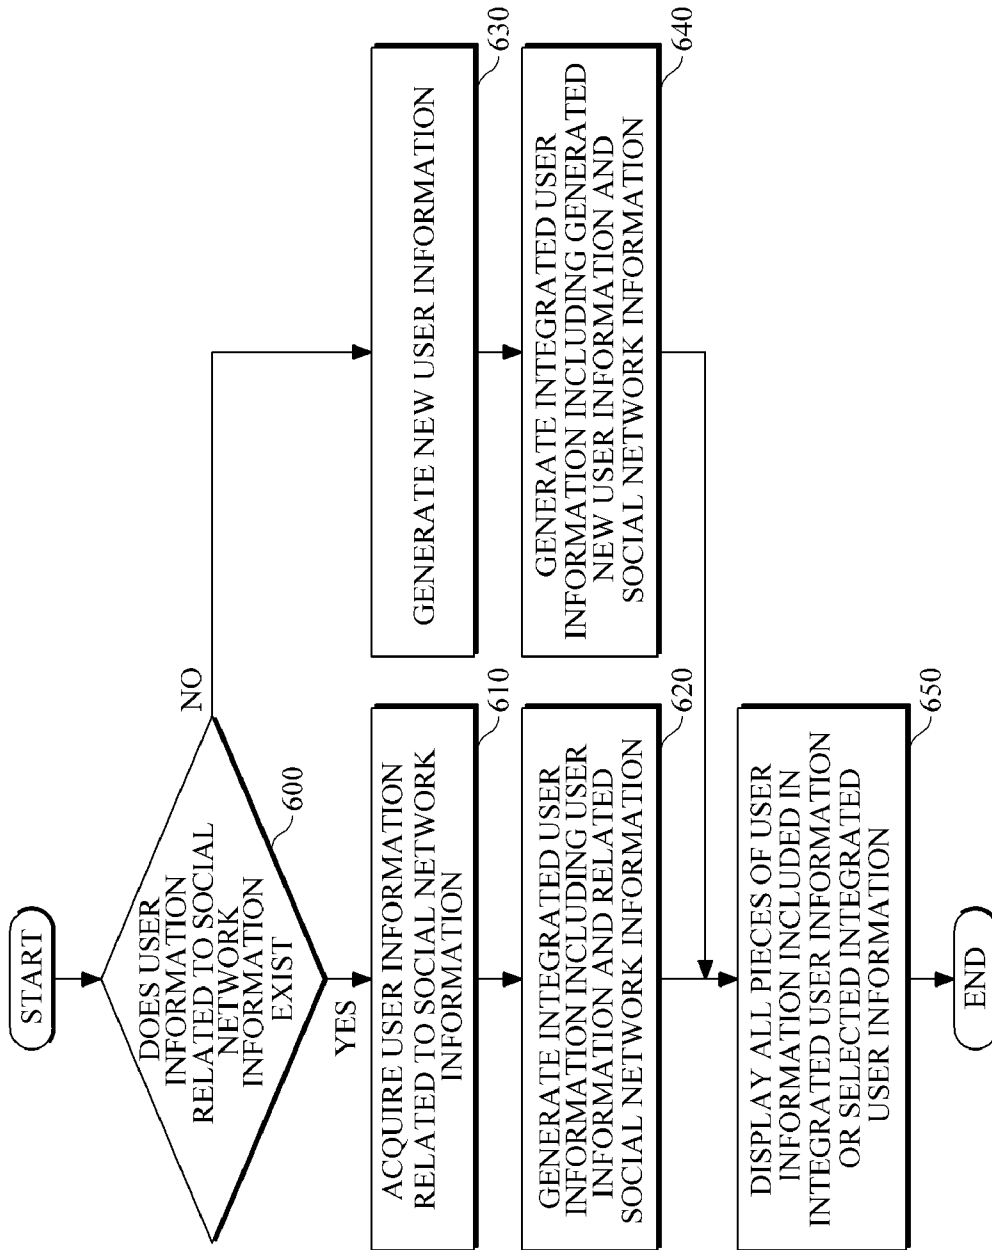 START
DOES USER
INFORMATION
RELATED TO SOCIAL
NETWORK
INFORMATION
EXIST
600
NO
YES
ACQUIRE USER INFORMATION
RELATED TO SOCIAL NETWORK
INFORMATION
610
GENERATE INTEGRATED USER
INFORMATION INCLUDING USER
INFORMATION AND RELATED
SOCIAL NETWORK INFORMATION
620
GENERATE NEW USER INFORMATION
630
GENERATE INTEGRATED USER
INFORMATION INCLUDING GENERATED
NEW USER INFORMATION AND
SOCIAL NETWORK INFORMATION
640
DISPLAY ALL PIECES OF USER
INFORMATION INCLUDED IN
INTEGRATED USER INFORMATION
OR SELECTED INTEGRATED
USER INFORMATION
650
END